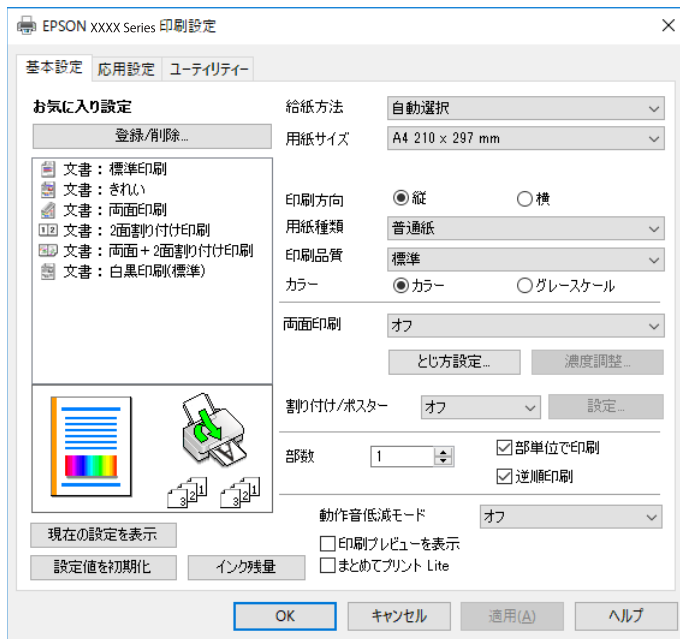 EPSON XXXX Series 印刷設定
基本設定 応用設定 ユーティリティー
お気に入り設定
登録/削除...
文書：標準印刷
文書：きれい
文書：両面印刷
1 2 文書：2面割り付け印刷
文書：両面＋2面割り付け印刷
文書：白黒印刷(標準)
給紙方法 自動選択
用紙サイズ A4 210 x 297 mm
印刷方向 縦 横
用紙種類 普通紙
印刷品質 標準
カラー カラー グレースケール
両面印刷 オフ
とじ方設定... 濃度調整...
割り付け/ポスター オフ 設定...
部数 1 部単位で印刷
逆順印刷
3 2 1 3 2 1
動作音低減モード オフ
印刷プレビューを表示
まとめてプリント Lite
現在の設定を表示
設定値を初期化 インク残量
OK キャンセル 適用(A) ヘルプ